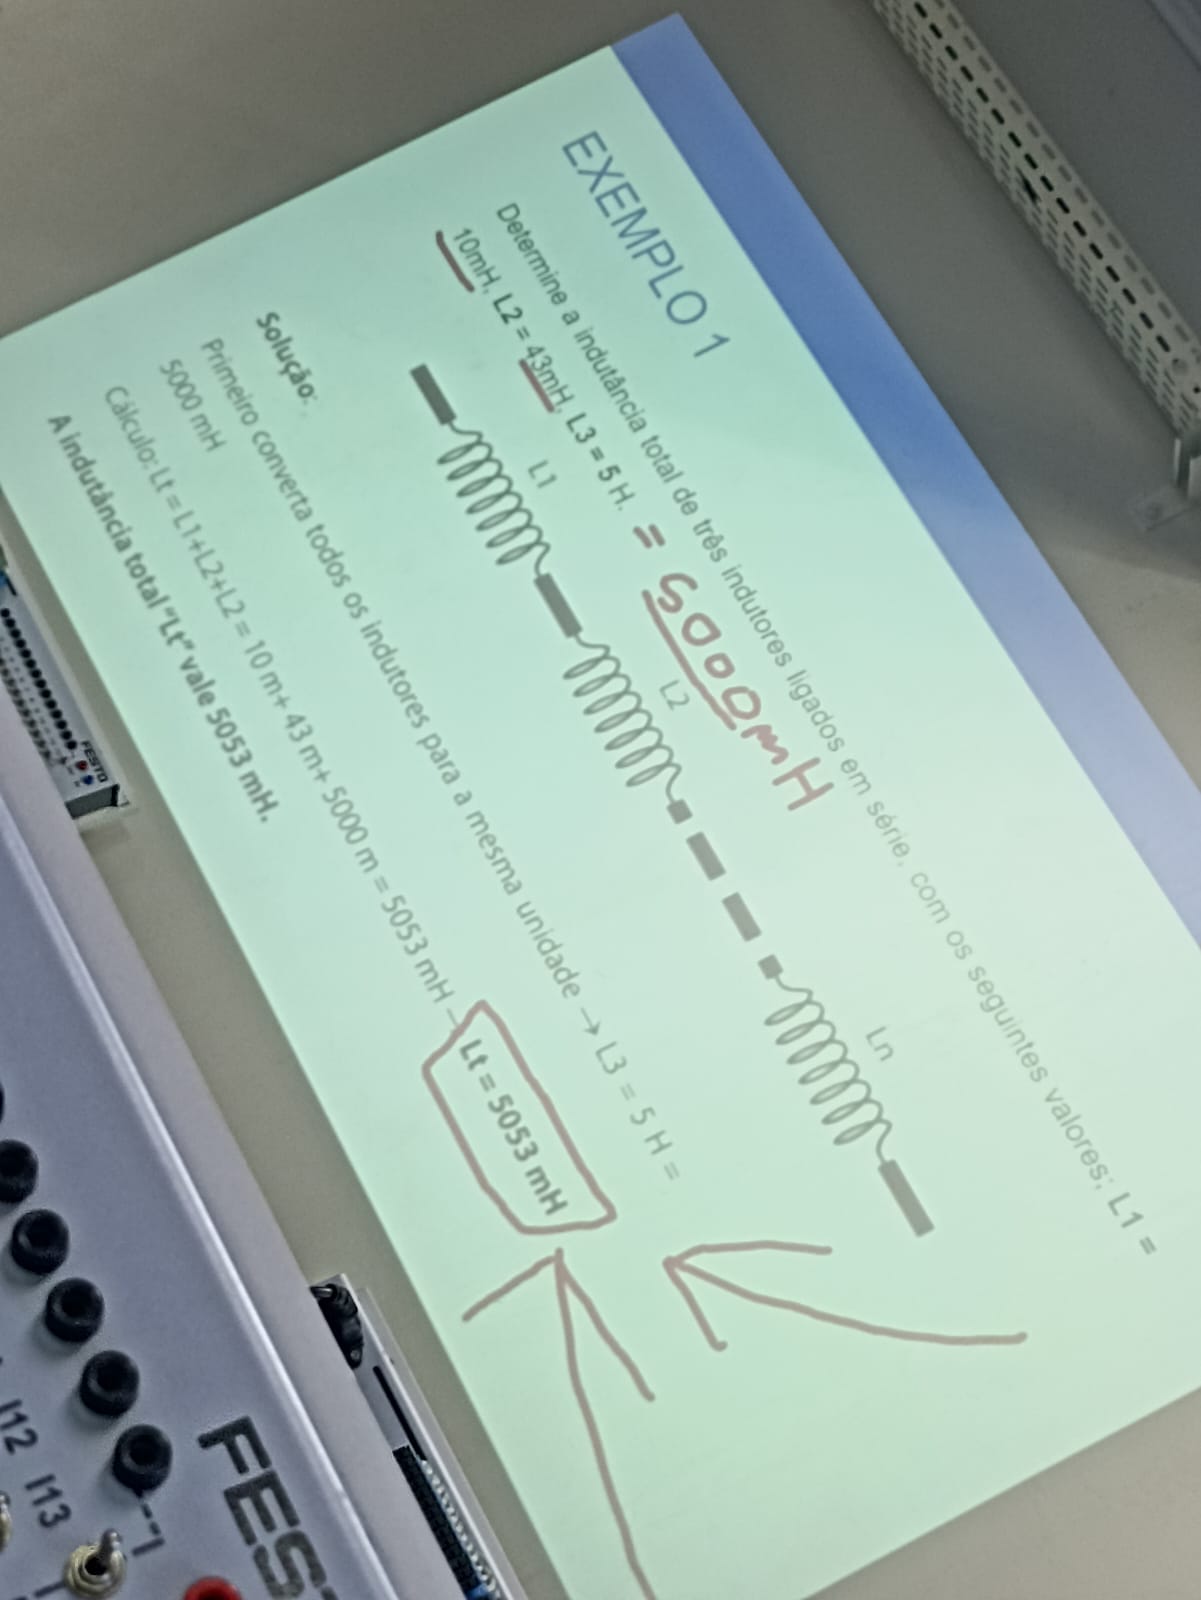 EXEMPLO 1
Determine a indutância total de três indutores ligados em série, com os seguintes valores; L1 =
10mH, L2 = 43mH, L3 = 5 H. = 5000mH
L1
L2
Ln
Solução:
Primeiro converta todos os indutores para a mesma unidade → L3 = 5 H =
5000 mH
Cálculo: Lt = L1+L2+L2 = 10 m+ 43 m+ 5000 m = 5053 mH → Lt = 5053 mH
A indutância total "Lt" vale 5053 mH.
FESTO
I12 I13
FEST